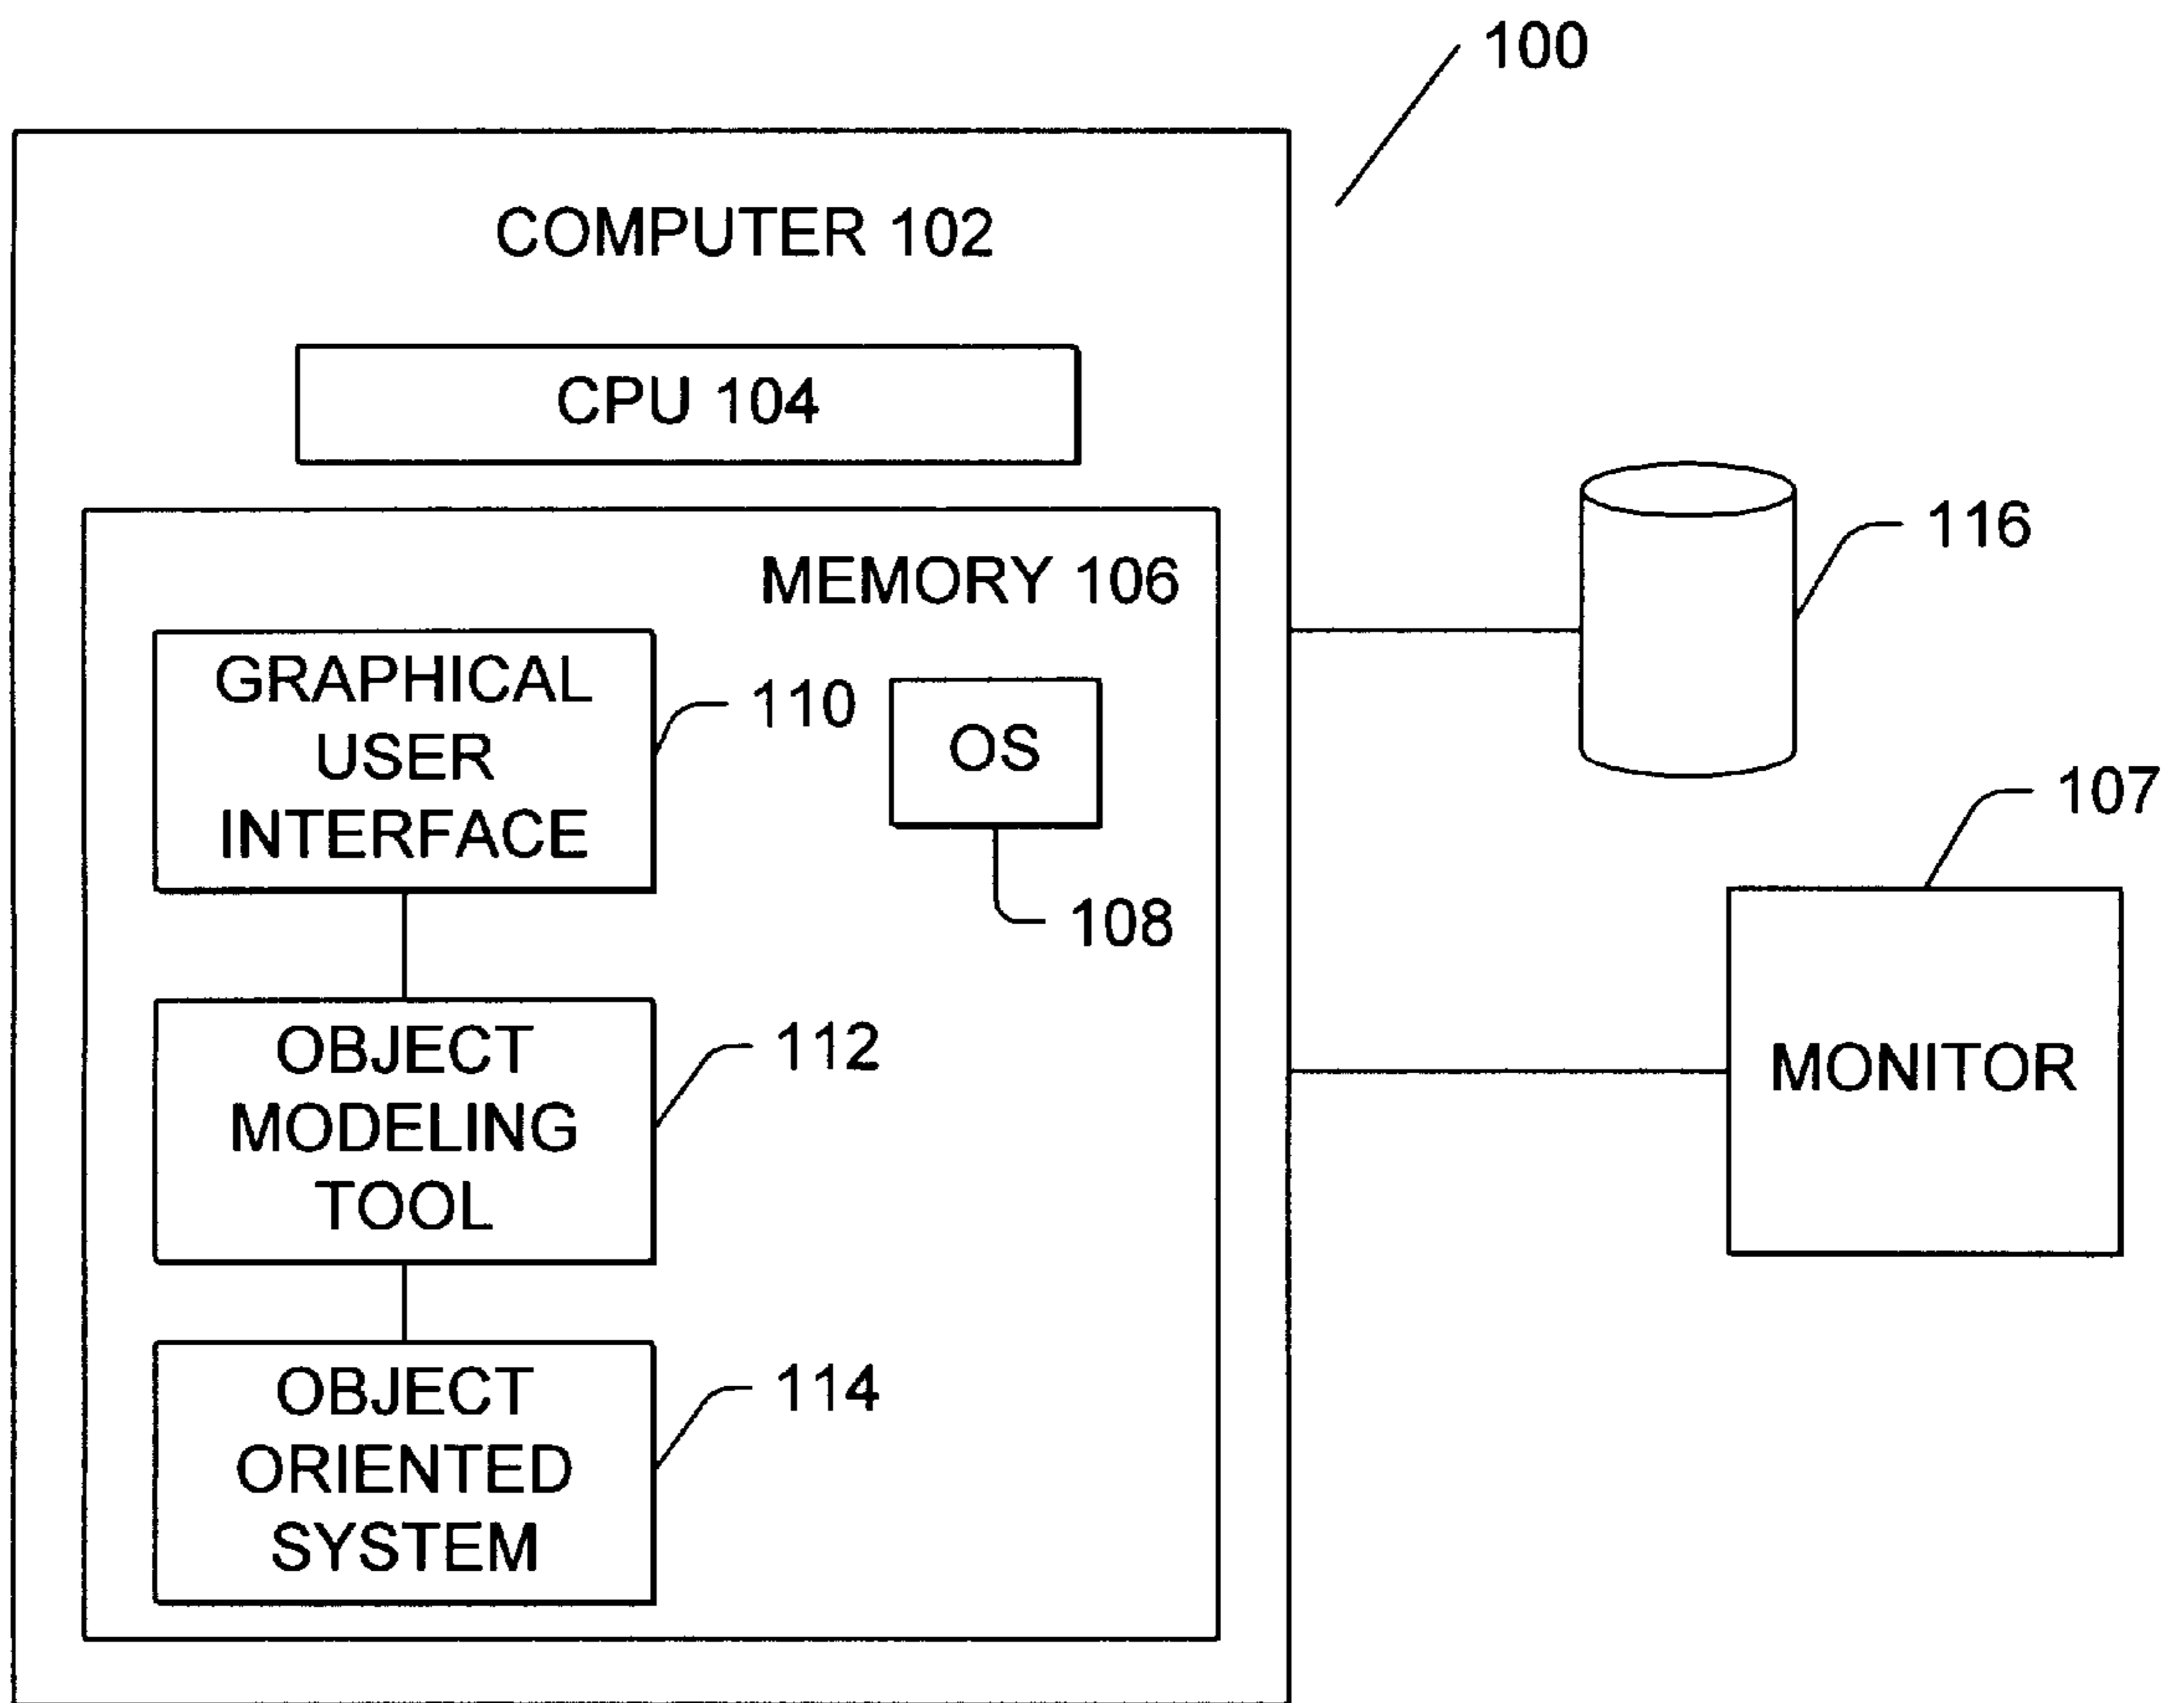 100
COMPUTER 102
CPU 104
MEMORY 106
GRAPHICAL
USER
INTERFACE
110
OS
108
116
107
OBJECT
MODELING
TOOL
112
MONITOR
OBJECT
ORIENTED
SYSTEM
114